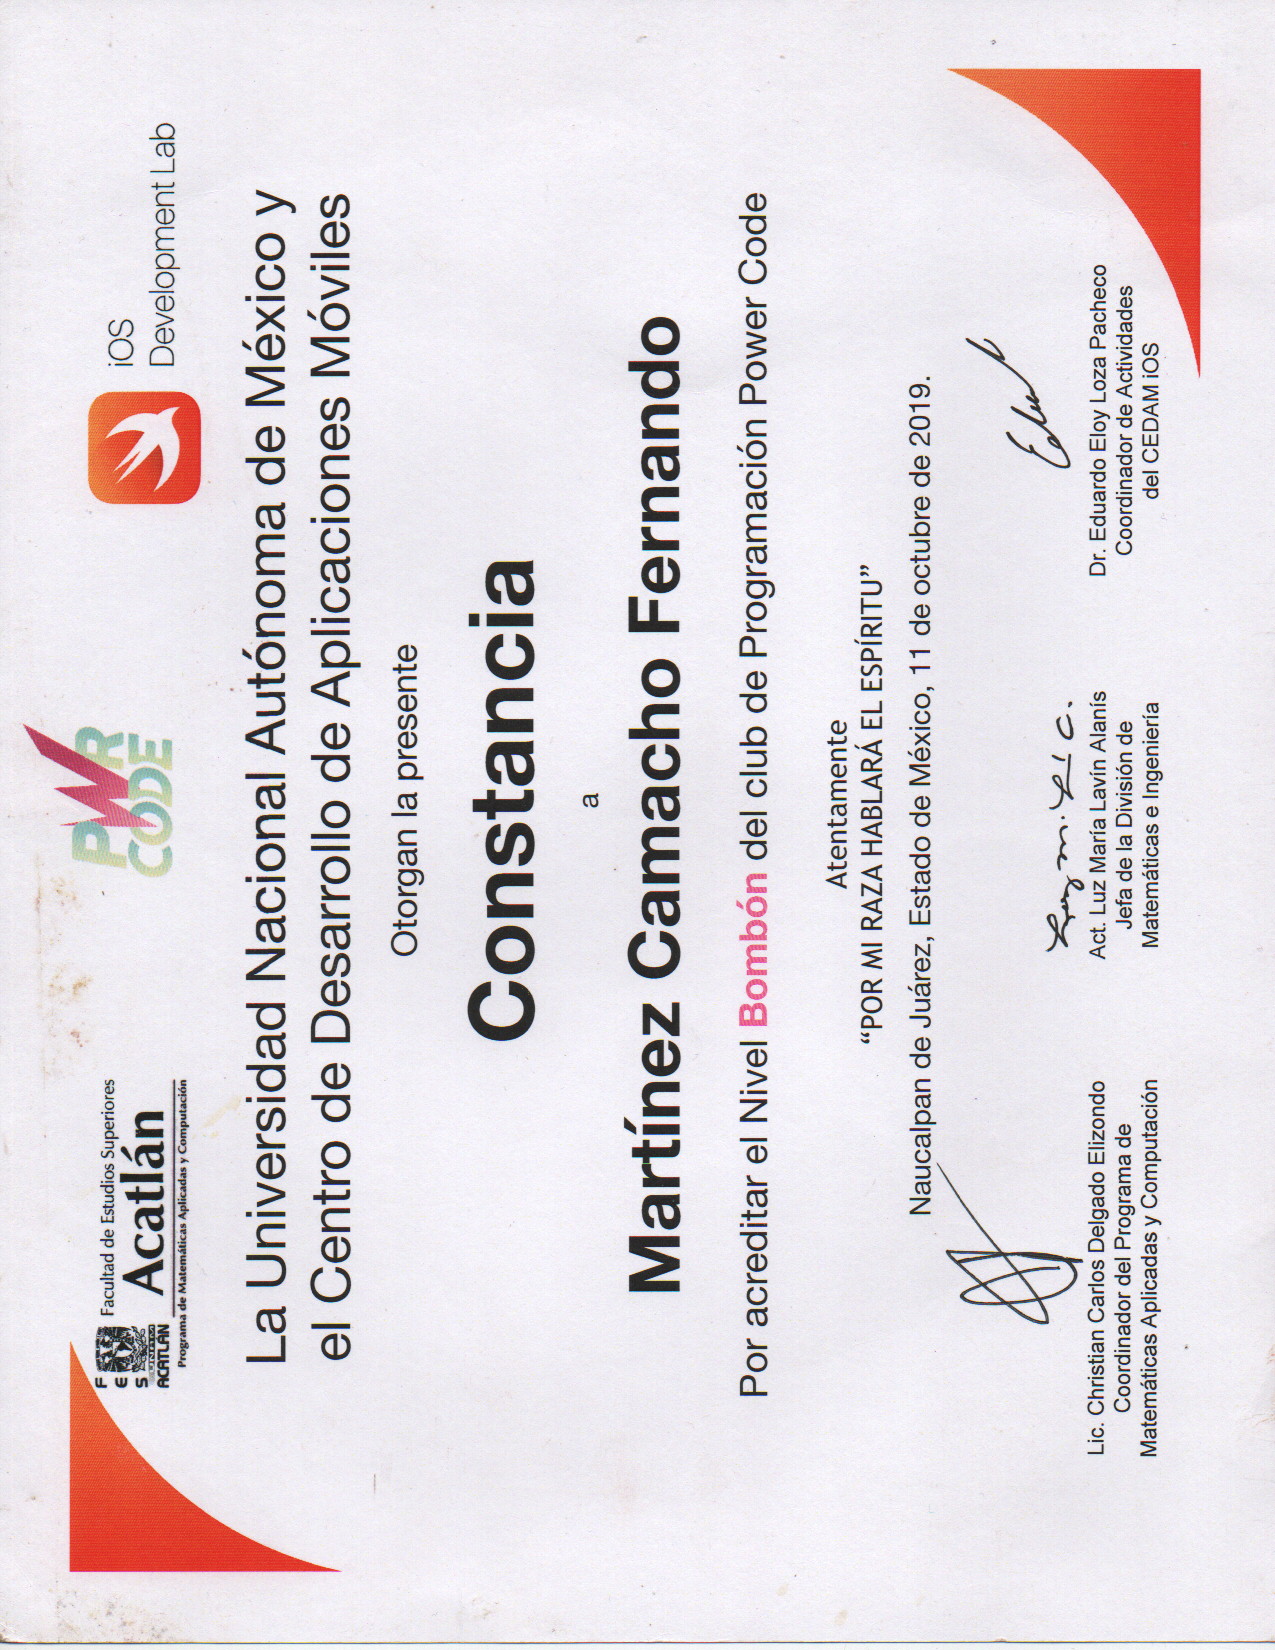 FES
UNAM
ACATLÁN
Facultad de Estudios Superiores
Acatlán
Programa de Matemáticas Aplicadas y Computación
PWR
CODE
iOS
Development Lab
La Universidad Nacional Autónoma de México y
el Centro de Desarrollo de Aplicaciones Móviles
Otorgan la presente
Constancia
a
Martínez Camacho Fernando
Por acreditar el Nivel Bombón del club de Programación Power Code
Atentamente
“POR MI RAZA HABLARÁ EL ESPÍRITU”
Naucalpan de Juárez, Estado de México, 11 de octubre de 2019.
Lic. Christian Carlos Delgado Elizondo
Coordinador del Programa de
Matemáticas Aplicadas y Computación
Act. Luz María Lavín Alanís
Jefa de la División de
Matemáticas e Ingeniería
Dr. Eduardo Eloy Loza Pacheco
Coordinador de Actividades
del CEDAM iOS